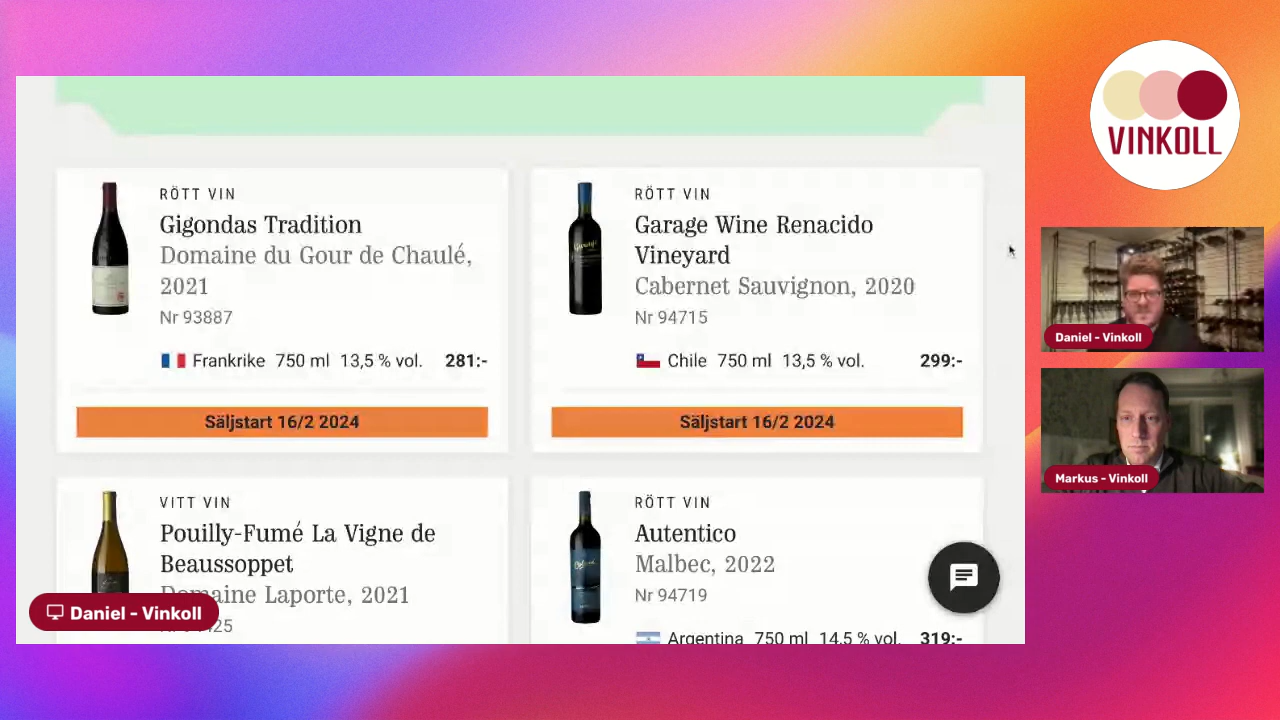 RÖTT VIN
Gigondas Tradition
Domaine du Gour de Chaulé,
2021
Nr 93887
Frankrike 750 ml 13,5 % vol. 281:-
Säljstart 16/2 2024
RÖTT VIN
Garage Wine Renacido
Vineyard
Cabernet Sauvignon, 2020
Nr 94715
Chile 750 ml 13,5 % vol. 299:-
Säljstart 16/2 2024
VITT VIN
Pouilly-Fumé La Vigne de
Beaussoppet
Laporte, 2021
RÖTT VIN
Autentico
Malbec, 2022
Nr 94719
Argentina 750 ml 14,5 % vol. 319:-
Daniel - Vinkoll
VINKOLL
Daniel - Vinkoll
Markus - Vinkoll